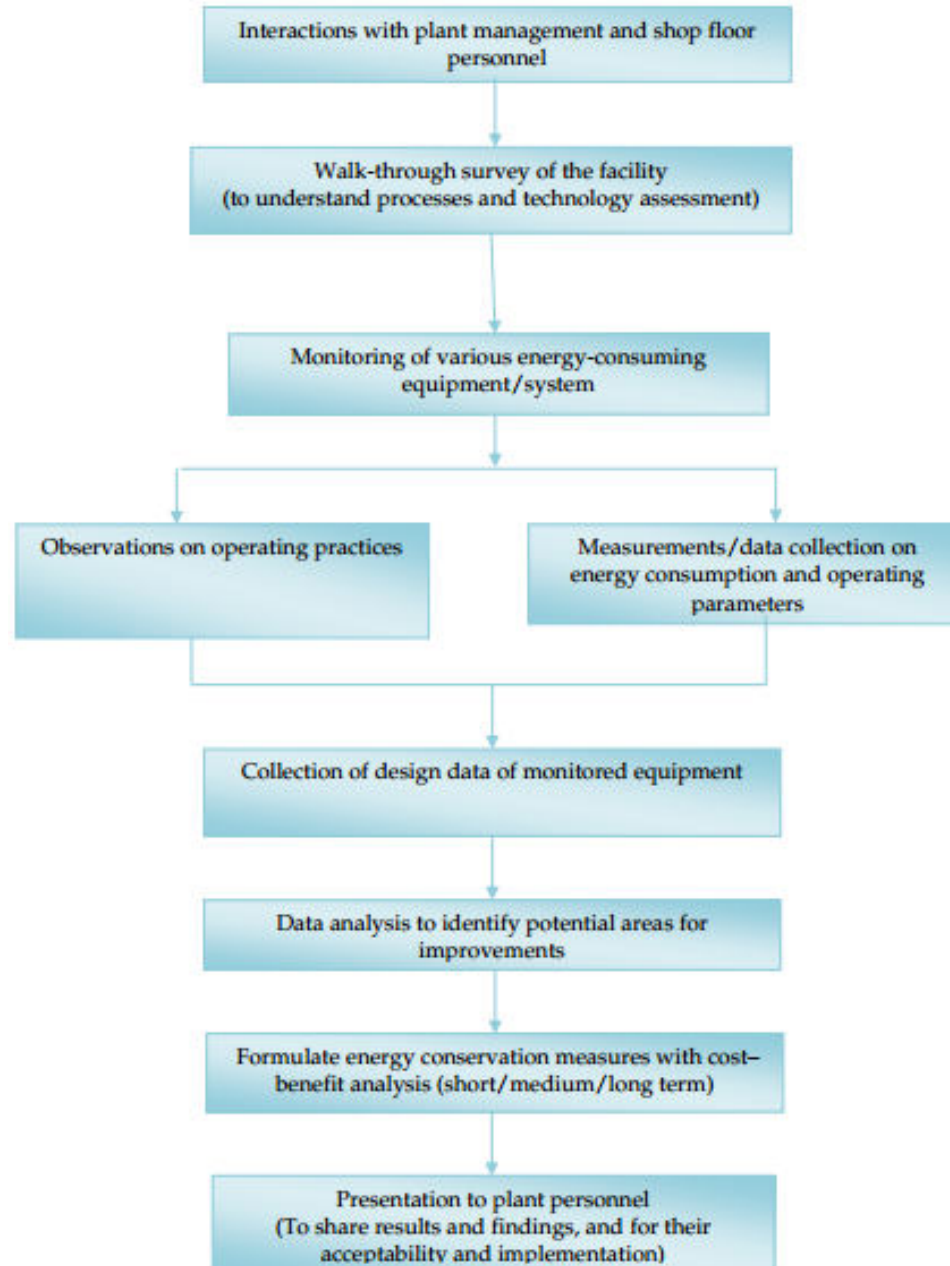 Interactions with plant management and shop floor
personnel
Walk-through survey of the facility
(to understand processes and technology assessment)
Monitoring of various energy-consuming
equipment/system
Observations on operating practices
Measurements/data collection on
energy consumption and operating
parameters
Collection of design data of monitored equipment
Data analysis to identify potential areas for
improvements
Formulate energy conservation measures with cost–
benefit analysis (short/medium/long term)
Presentation to plant personnel
(To share results and findings, and for their
acceptability and implementation)